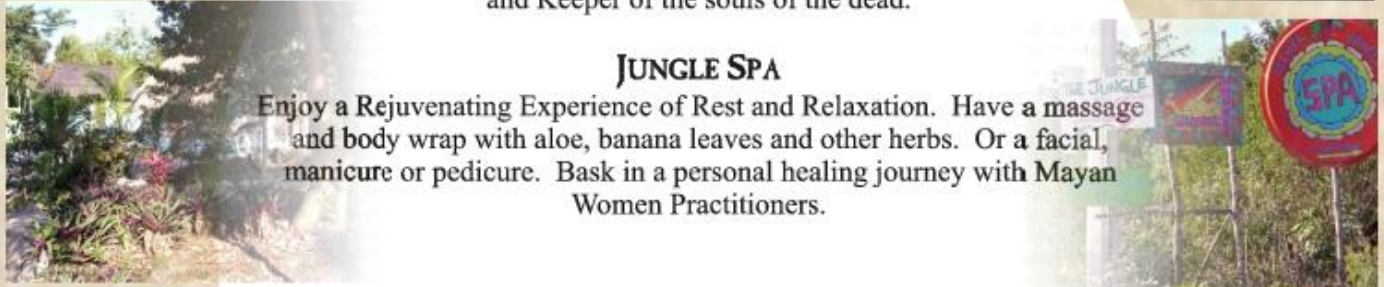 and Keeper of the souls of the dead.
JUNGLE SPA
Enjoy a Rejuvenating Experience of Rest and Relaxation. Have a massage
and body wrap with aloe, banana leaves and other herbs. Or a facial,
manicure or pedicure. Bask in a personal healing journey with Mayan
Women Practitioners.
THE JUNGLE
SPA